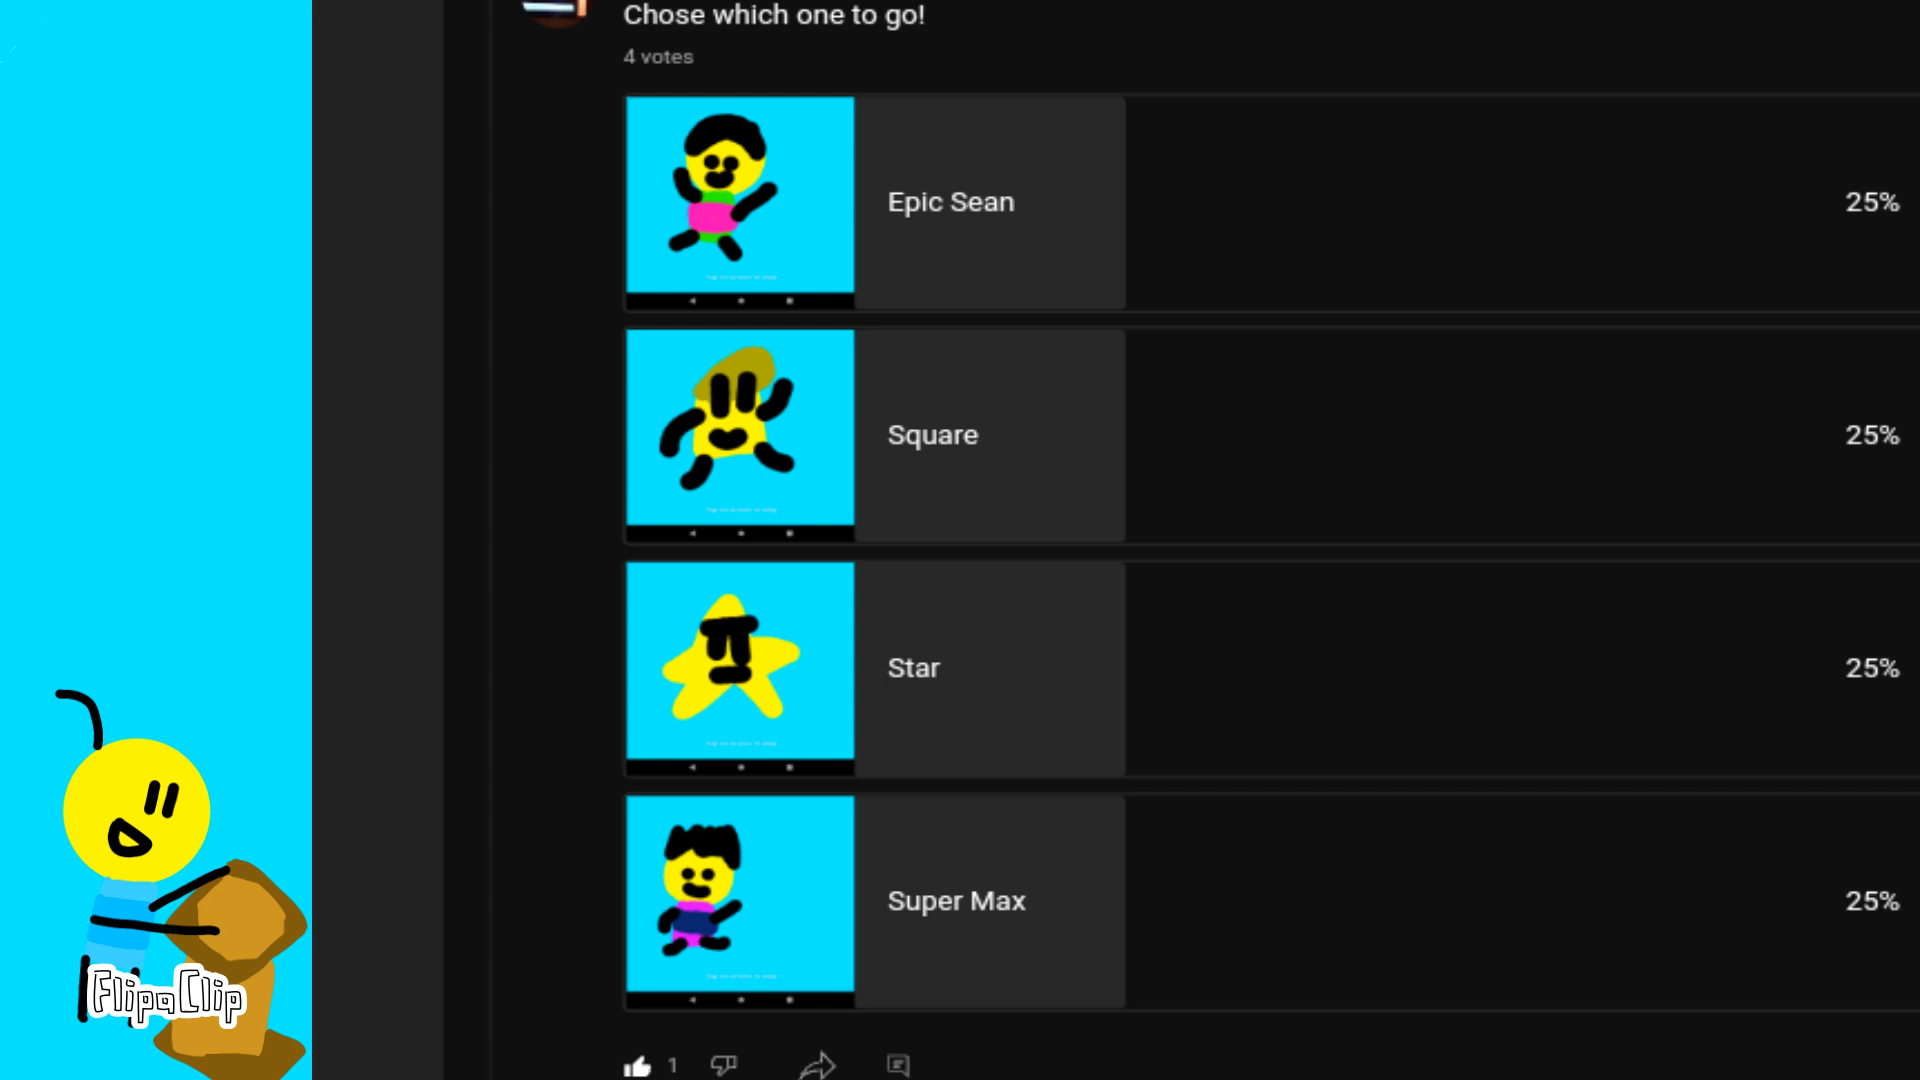 Chose which one to go!
4 votes
Epic Sean
25%
Square
25%
Star
25%
Super Max
25%
FlipaClip
1